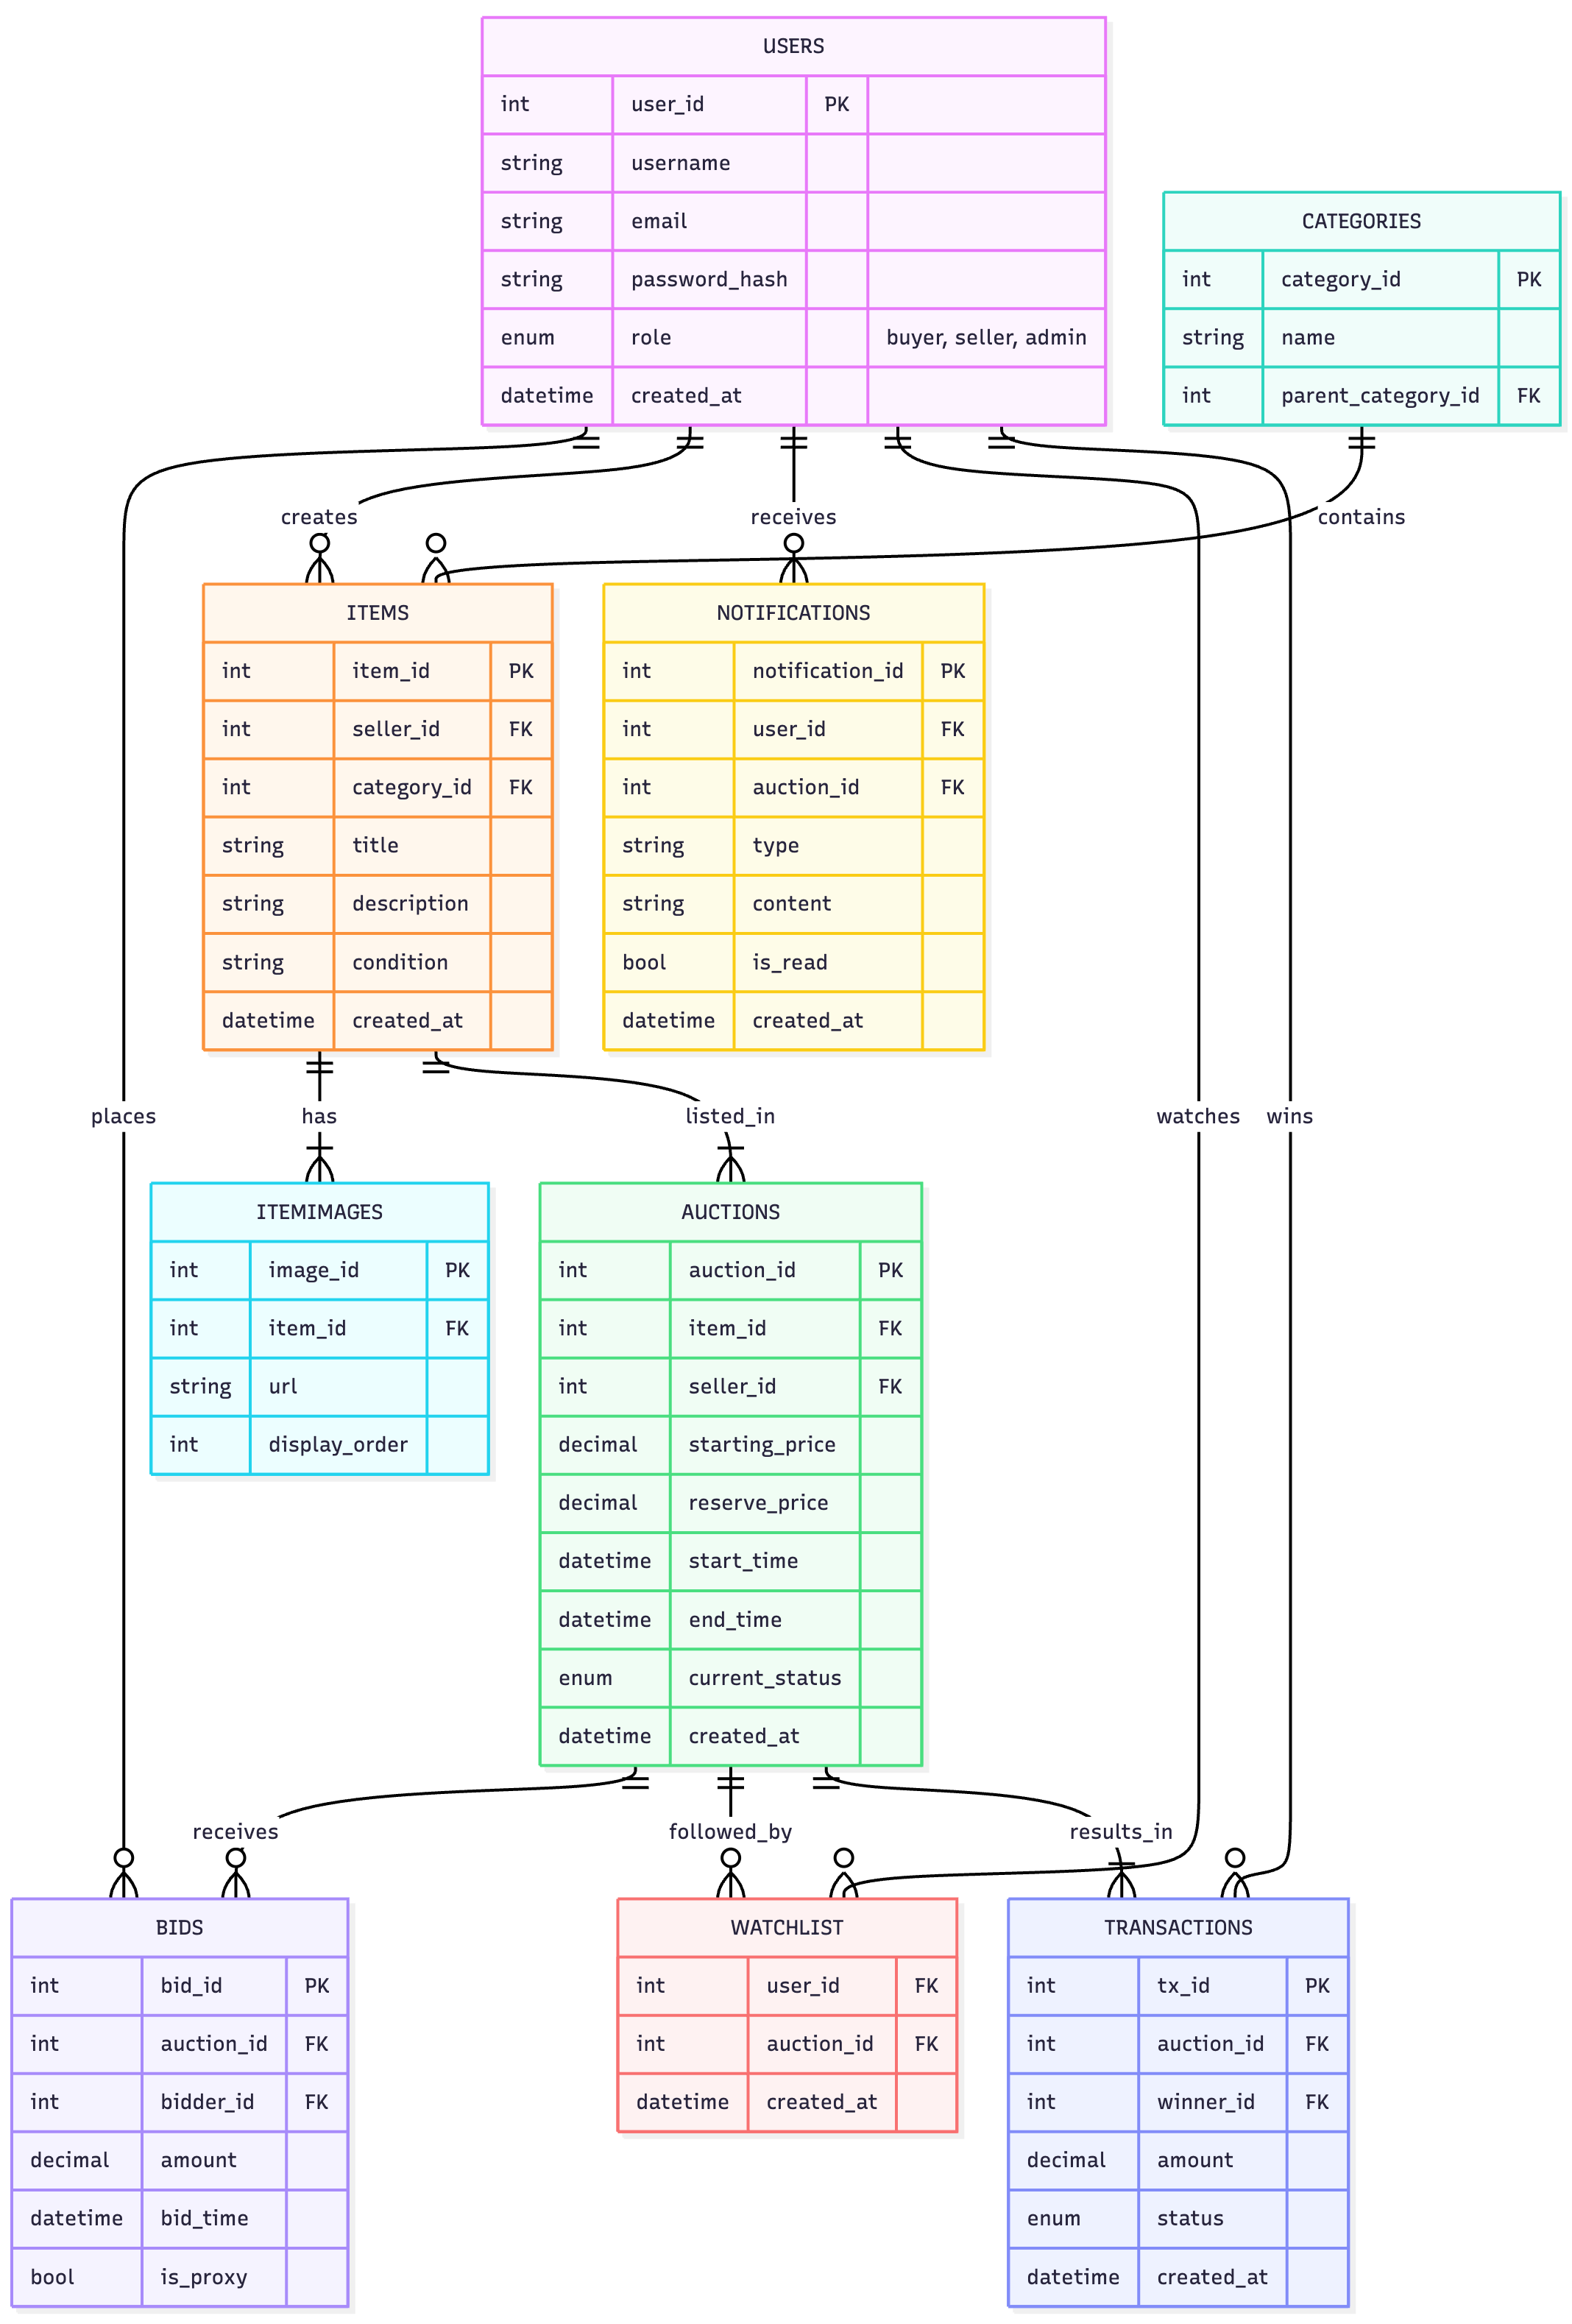 USERS
int user_id PK
string username
string email
string password_hash
enum role buyer, seller, admin
datetime created_at
CATEGORIES
int category_id PK
string name
int parent_category_id FK
creates
receives
contains
ITEMS
int item_id PK
int seller_id FK
int category_id FK
string title
string description
string condition
datetime created_at
NOTIFICATIONS
int notification_id PK
int user_id FK
int auction_id FK
string type
string content
bool is_read
datetime created_at
places
has
listed_in
watches
wins
ITEMIMAGES
int image_id PK
int item_id FK
string url
int display_order
AUCTIONS
int auction_id PK
int item_id FK
int seller_id FK
decimal starting_price
decimal reserve_price
datetime start_time
datetime end_time
enum current_status
datetime created_at
receives
followed_by
results_in
BIDS
int bid_id PK
int auction_id FK
int bidder_id FK
decimal amount
datetime bid_time
bool is_proxy
WATCHLIST
int user_id FK
int auction_id FK
datetime created_at
TRANSACTIONS
int tx_id PK
int auction_id FK
int winner_id FK
decimal amount
enum status
datetime created_at